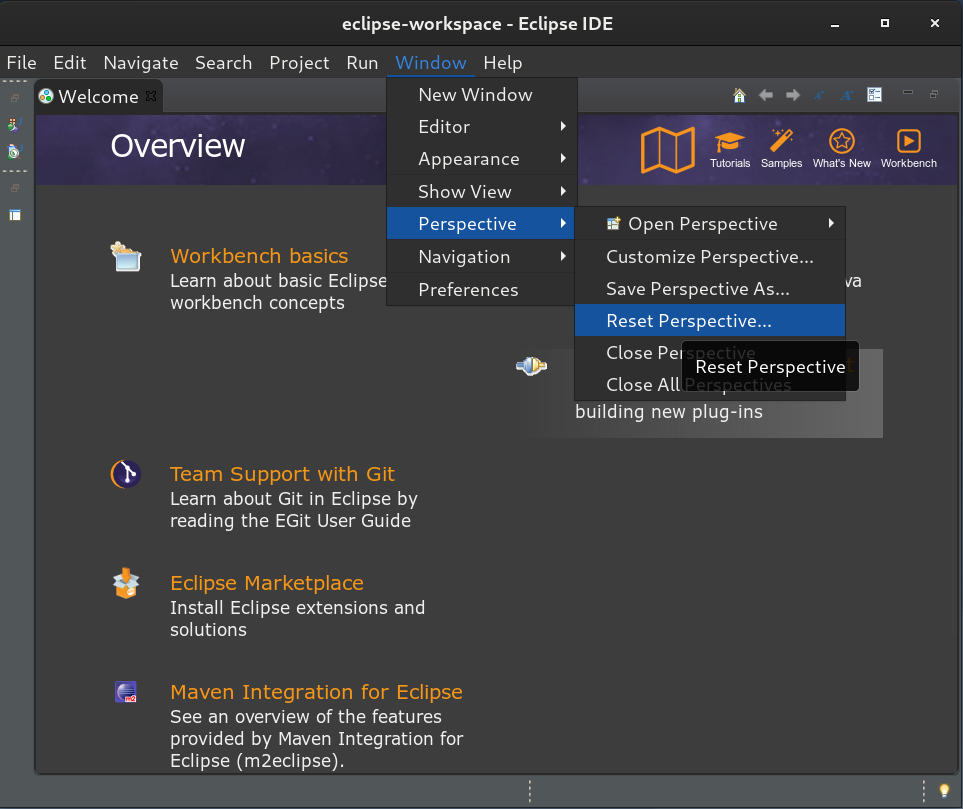 eclipse-workspace - Eclipse IDE
File Edit Navigate Search Project Run Window Help
Welcome
New Window
Editor
Appearance
Show View
Perspective
Navigation
Preferences
Open Perspective
Customize Perspective...
Save Perspective As...
Reset Perspective...
Close Perspective
Close All Perspectives
Reset Perspective
Overview
Tutorials Samples What's New Workbench
Workbench basics
Learn about basic Eclipse
workbench concepts
building new plug-ins
Team Support with Git
Learn about Git in Eclipse by
reading the EGit User Guide
Eclipse Marketplace
Install Eclipse extensions and
solutions
Maven Integration for Eclipse
See an overview of the features
provided by Maven Integration for
Eclipse (m2eclipse).